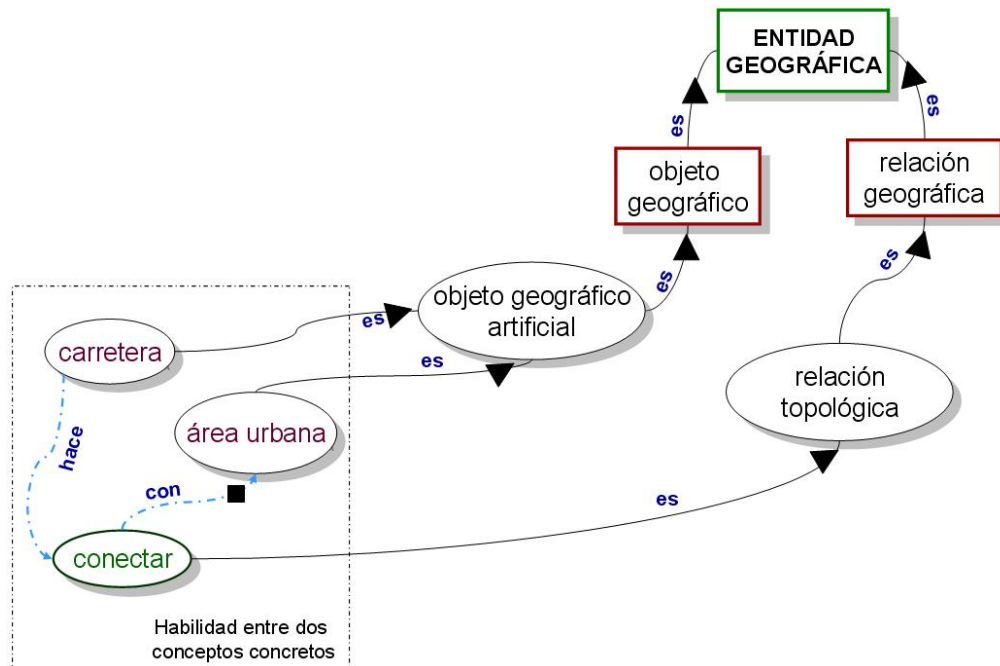 ENTIDAD
GEOGRÁFICA
es
es
objeto
geográfico
relación
geográfica
es
es
objeto geográfico
artificial
es
carretera
es
relación
topológica
área urbana
hace
con
es
conectar
Habilidad entre dos
conceptos concretos